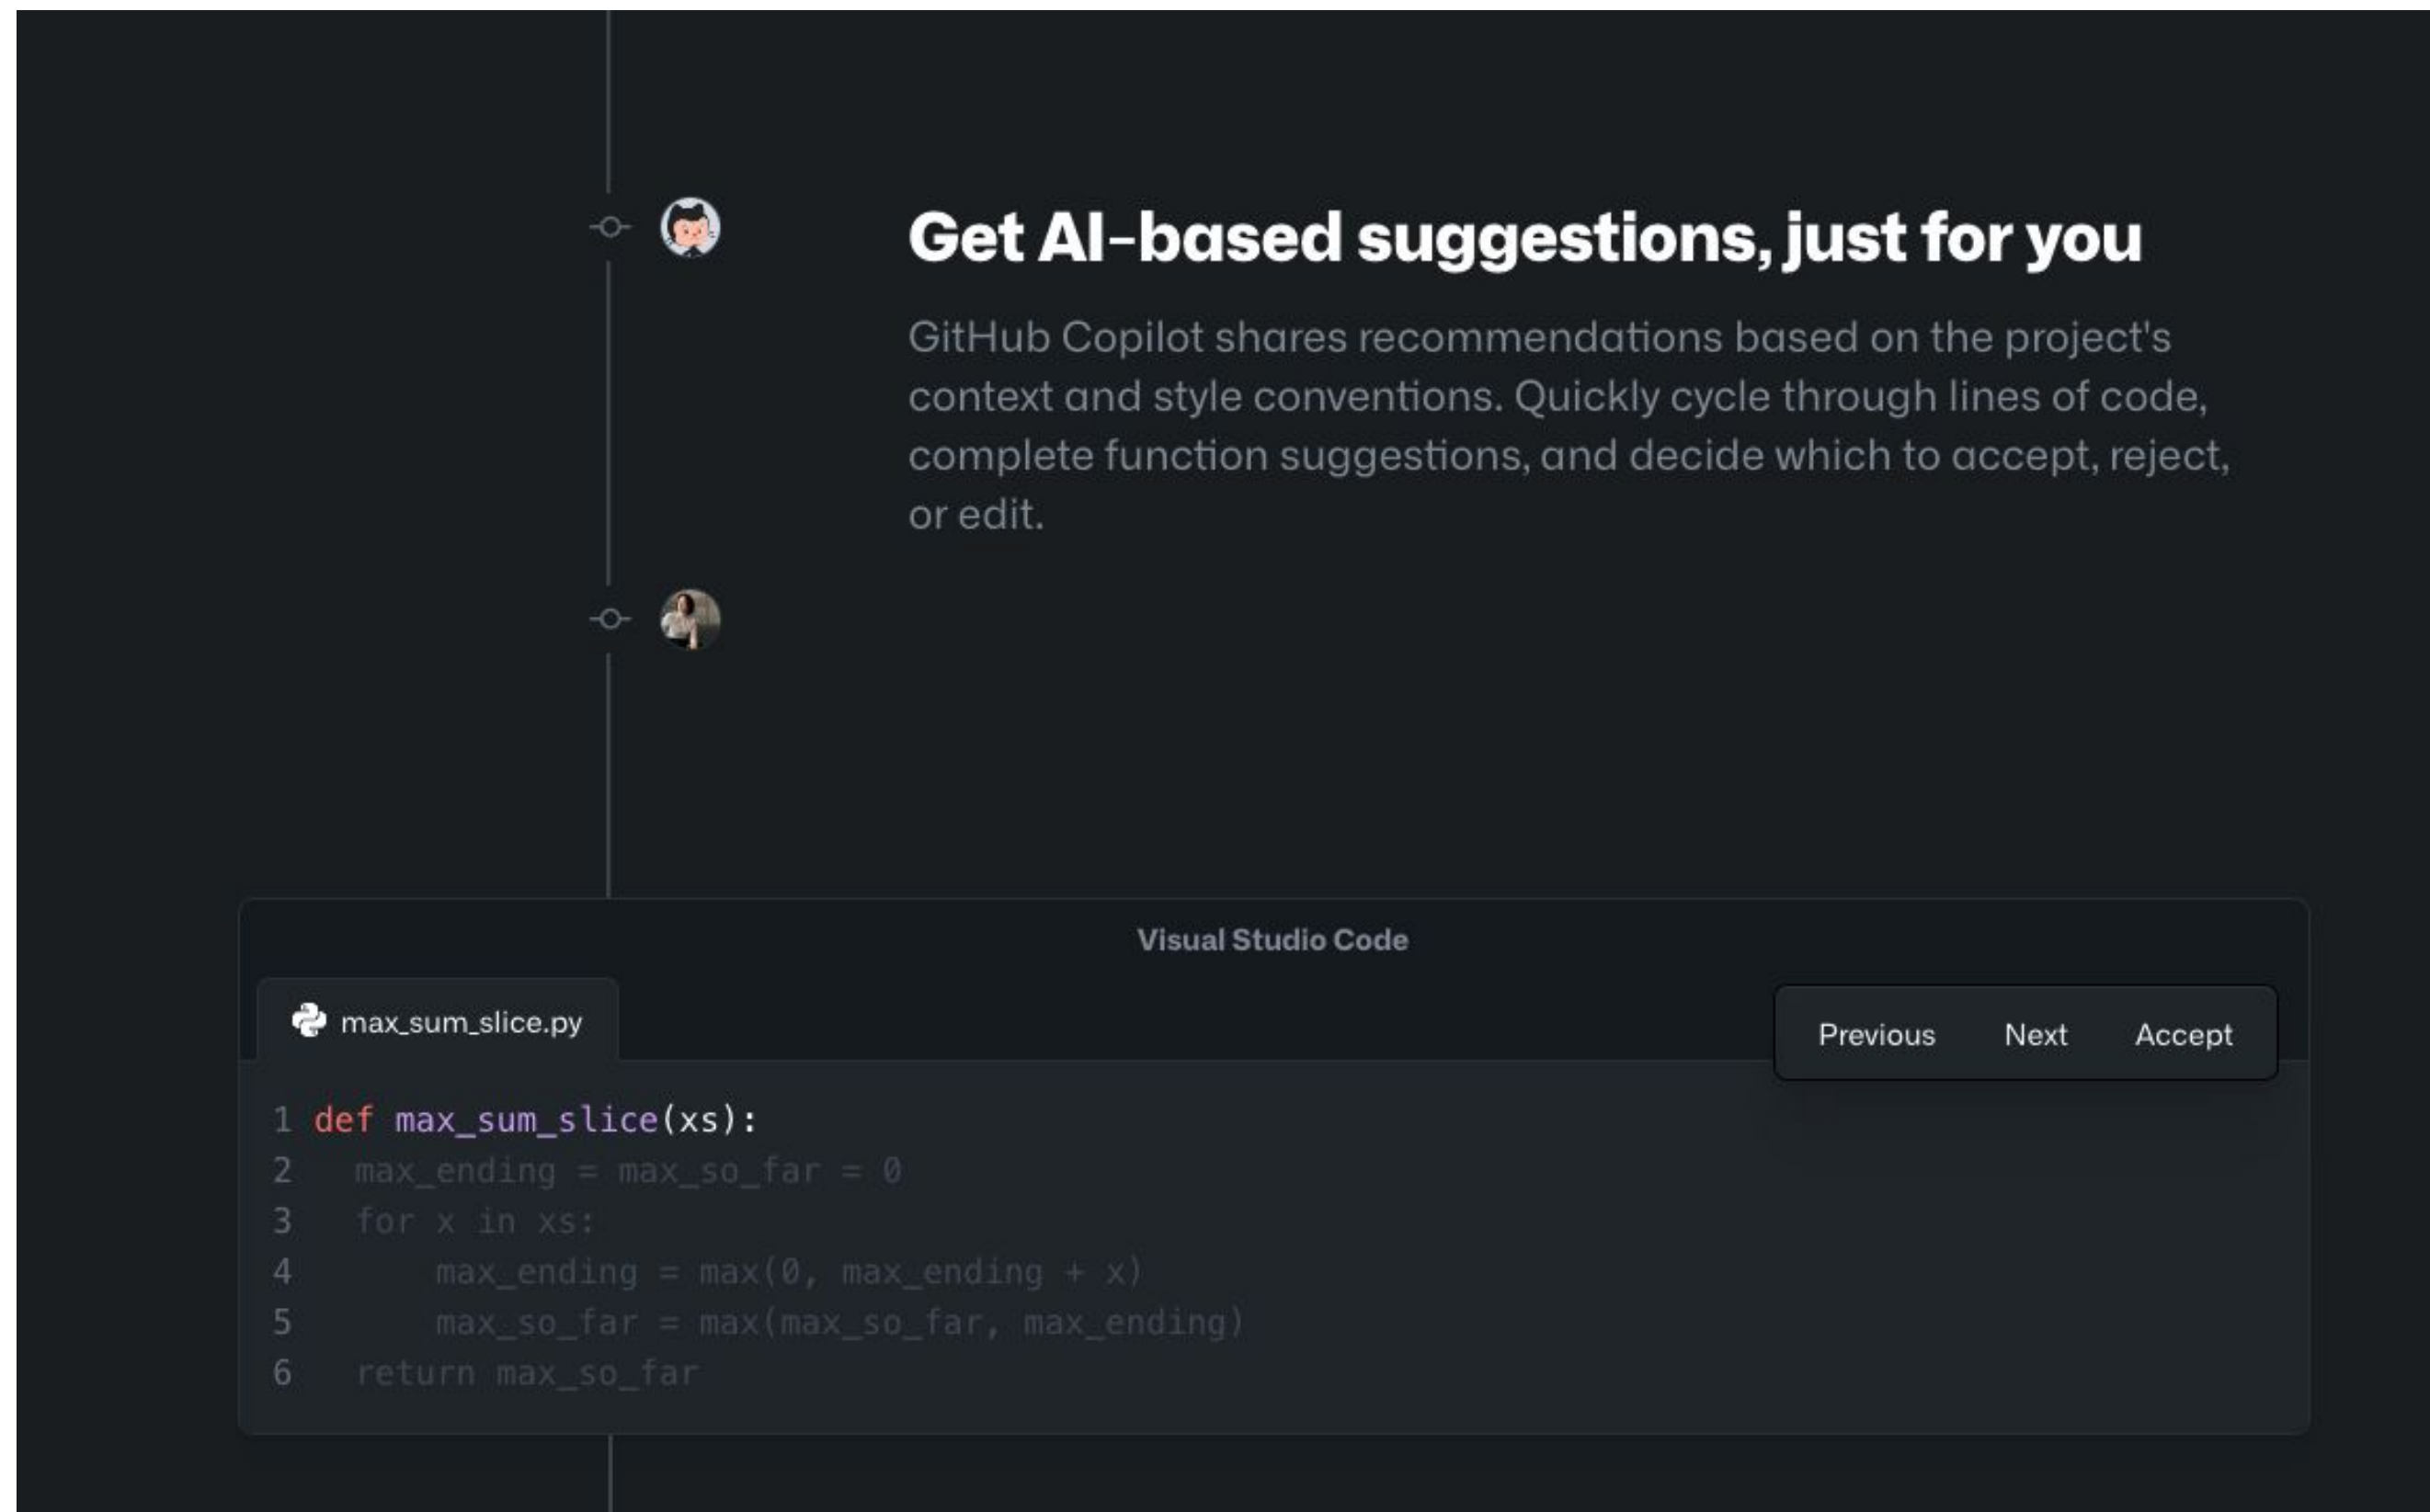 Get AI-based suggestions, just for you
GitHub Copilot shares recommendations based on the project's
context and style conventions. Quickly cycle through lines of code,
complete function suggestions, and decide which to accept, reject,
or edit.
Visual Studio Code
max_sum_slice.py
Previous Next Accept
1 def max_sum_slice(xs):
2   max_ending = max_so_far = 0
3   for x in xs:
4       max_ending = max(0, max_ending + x)
5       max_so_far = max(max_so_far, max_ending)
6   return max_so_far